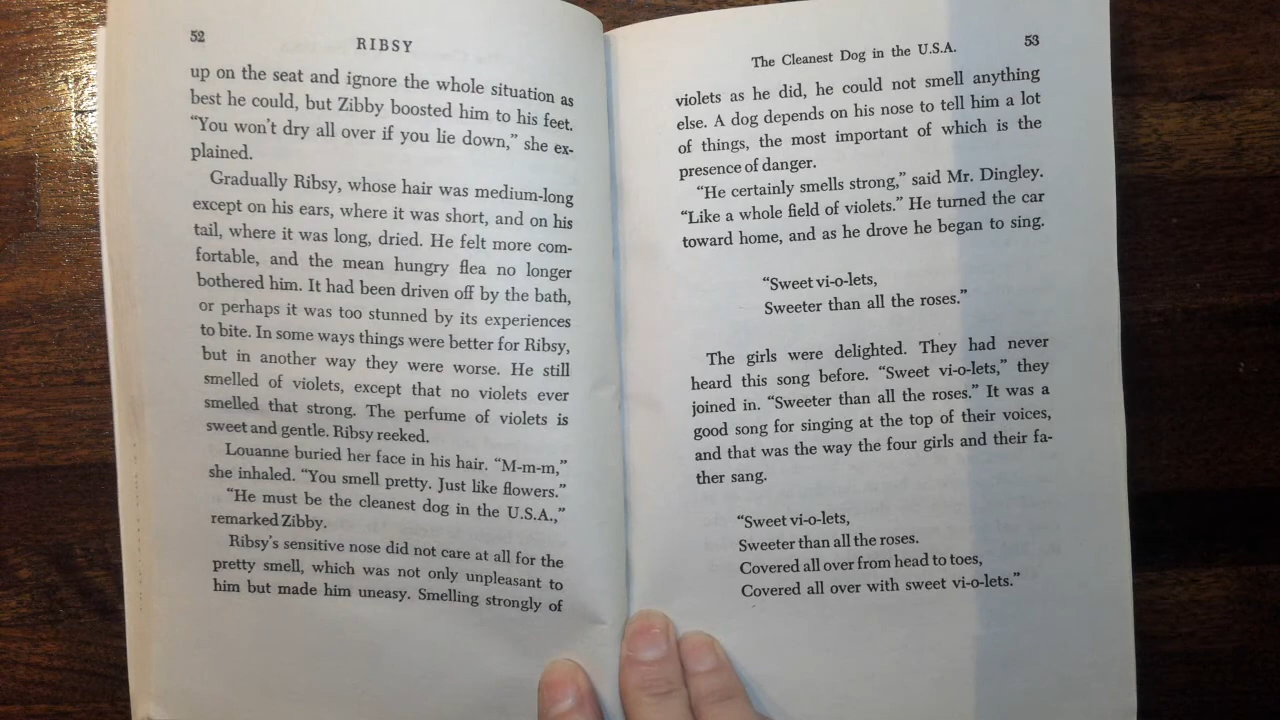 52
RIBSY
up on the seat and ignore the whole situation as
best he could, but Zibby boosted him to his feet.
“You won’t dry all over if you lie down,” she ex-
plained.
Gradually Ribsy, whose hair was medium-long
except on his ears, where it was short, and on his
tail, where it was long, dried. He felt more com-
fortable, and the mean hungry flea no longer
bothered him. It had been driven off by the bath,
or perhaps it was too stunned by its experiences
to bite. In some ways things were better for Ribsy,
but in another way they were worse. He still
smelled of violets, except that no violets ever
smelled that strong. The perfume of violets is
sweet and gentle. Ribsy reeked.
Louanne buried her face in his hair. “M-m-m,”
she inhaled. “You smell pretty. Just like flowers.”
“He must be the cleanest dog in the U.S.A.,”
remarked Zibby.
Ribsy’s sensitive nose did not care at all for the
pretty smell, which was not only unpleasant to
him but made him uneasy. Smelling strongly of
The Cleanest Dog in the U.S.A.
53
violets as he did, he could not smell anything
else. A dog depends on his nose to tell him a lot
of things, the most important of which is the
presence of danger.
“He certainly smells strong,” said Mr. Dingley.
“Like a whole field of violets.” He turned the car
toward home, and as he drove he began to sing.
“Sweet vi-o-lets,
Sweeter than all the roses.”
The girls were delighted. They had never
heard this song before. “Sweet vi-o-lets,” they
joined in. “Sweeter than all the roses.” It was a
good song for singing at the top of their voices,
and that was the way the four girls and their fa-
ther sang.
“Sweet vi-o-lets,
Sweeter than all the roses.
Covered all over from head to toes,
Covered all over with sweet vi-o-lets.”